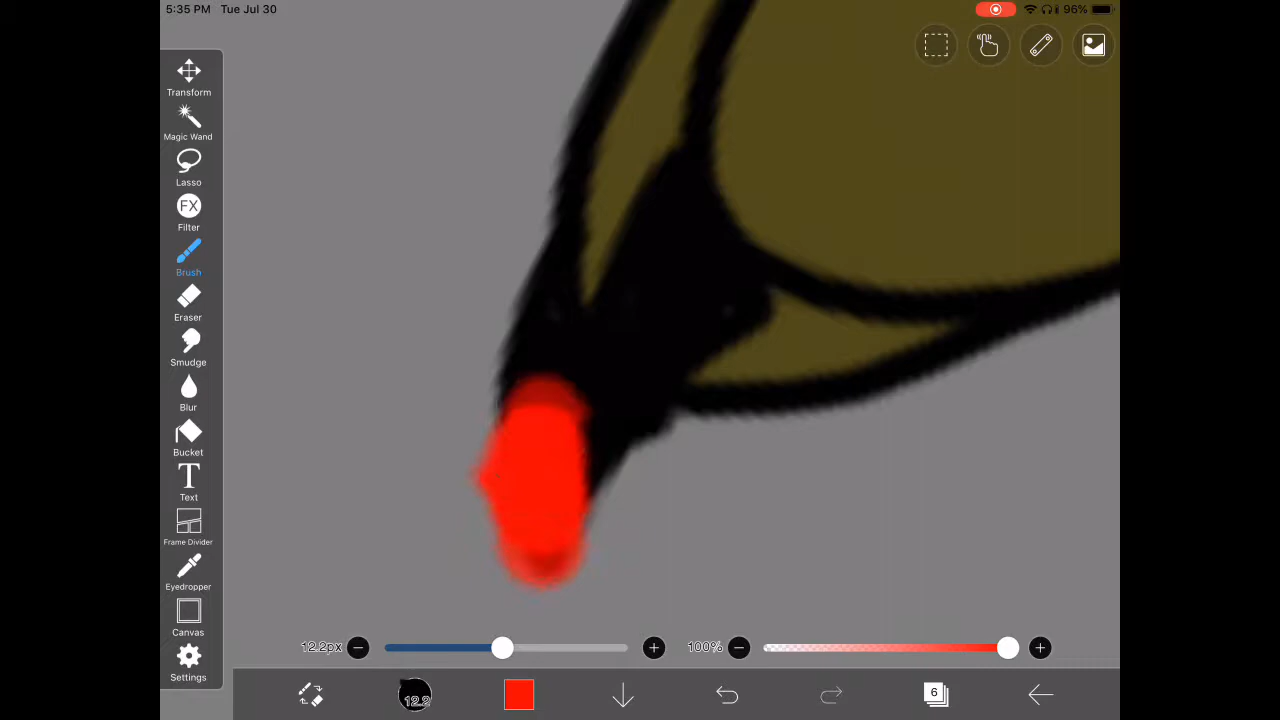 5:35 PM Tue Jul 30
96%
Transform
Magic Wand
Lasso
FX
Filter
Brush
Eraser
Smudge
Blur
Bucket
T
Text
Frame Divider
Eyedropper
Canvas
Settings
12.2px
100%
12.2
6